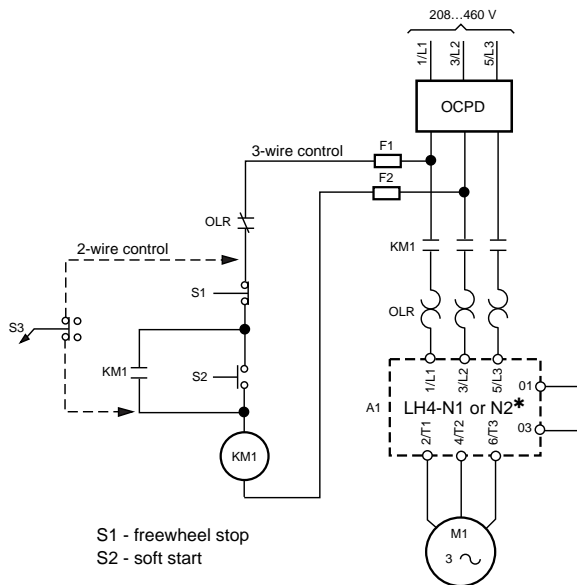 208...460 V
1/L1
3/L2
5/L3
OCPD
3-wire control
F1
F2
OLR
KM1
2-wire control
S1
OLR
S3
KM1
S2
1/L1
3/L2
5/L3
01
A1
LH4-N1 or N2*
03
2/T1
4/T2
6/T3
KM1
M1
3
S1 - freewheel stop
S2 - soft start